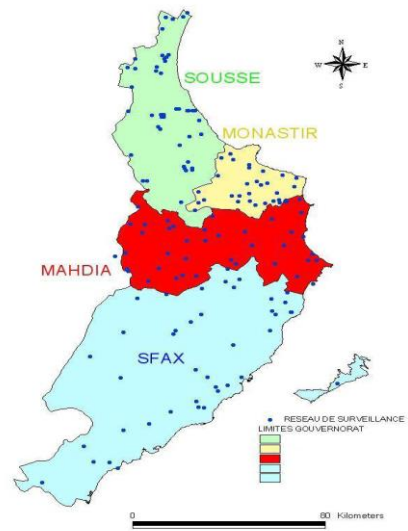 N
W E
S
SOUSSE
MONASTIR
MAHDIA
SFAX
RESEAU DE SURVEILLANCE
LIMITES GOUVERNORAT
0 80 Kilometers